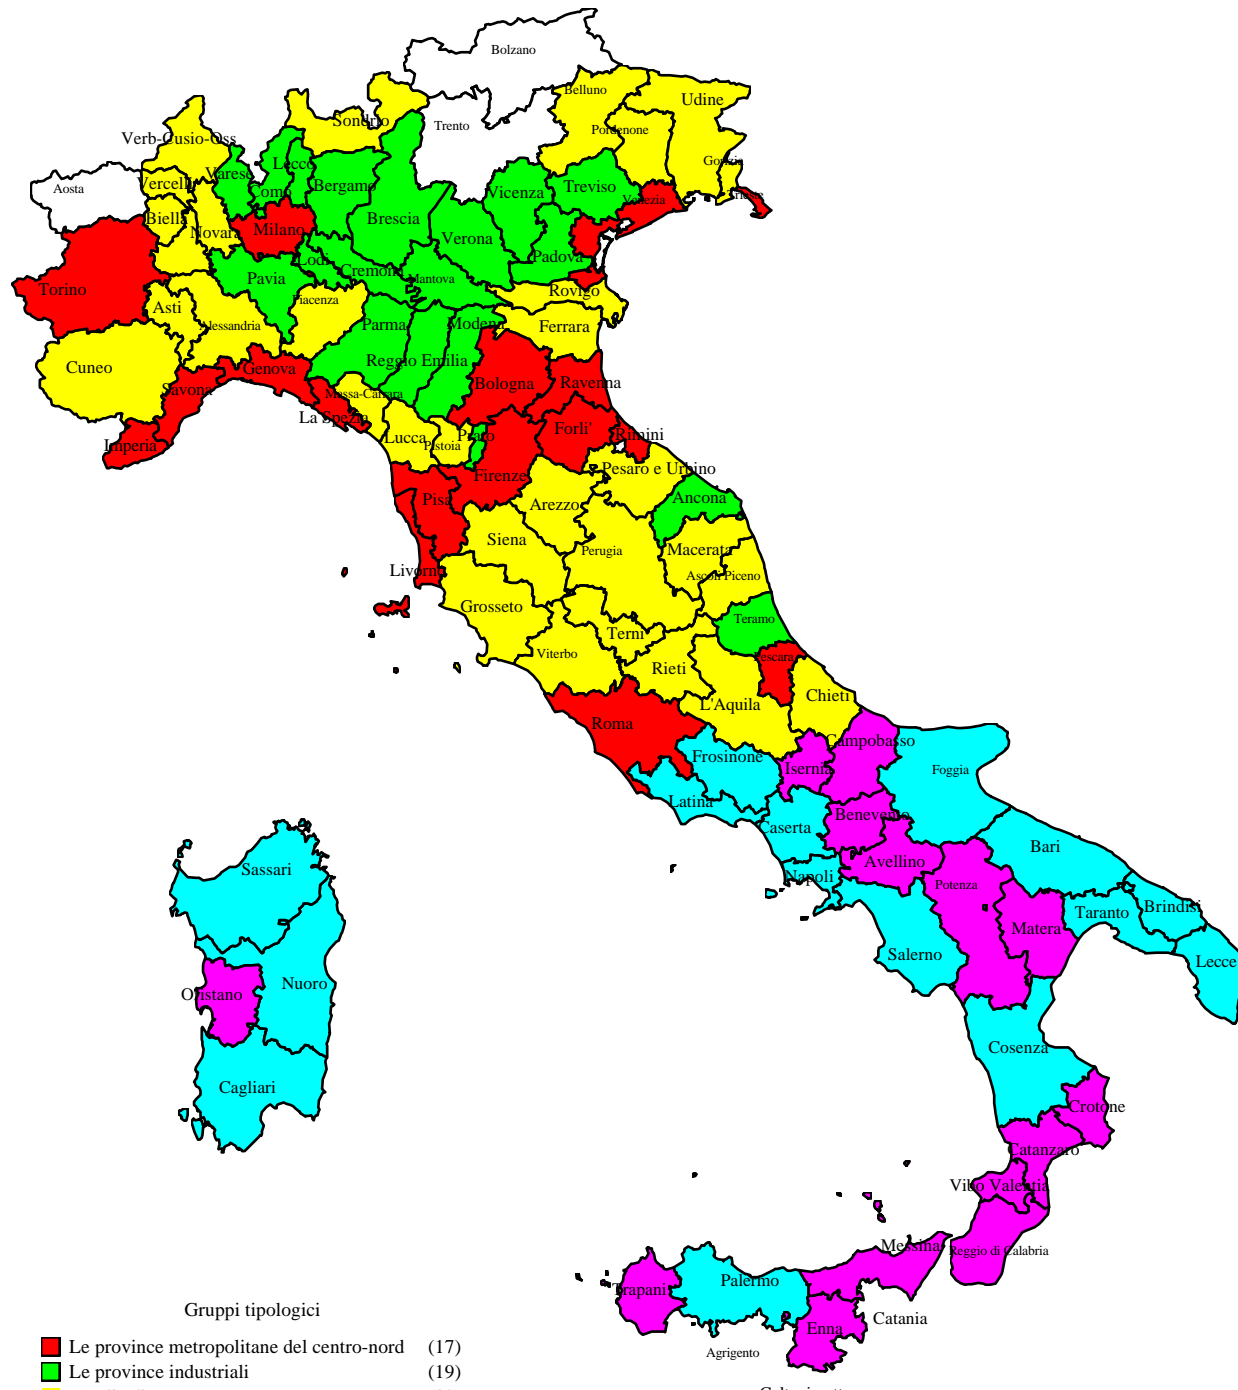 Bolzano
Belluno
Udine
Sondrio
Trento
Pordenone
Verb-Cusio-Oss
Gorizia
Lecco
Varese
Aosta
Vercelli
Como
Bergamo
Vicenza
Treviso
Venezia
Trieste
Biella
Novara
Milano
Brescia
Verona
Padova
Lodi
Cremona
Mantova
Pavia
Torino
Rovigo
Piacenza
Asti
Alessandria
Parma
Modena
Ferrara
Cuneo
Genova
Reggio Emilia
Savona
Massa-Carrara
Bologna
Ravenna
La Spezia
Imperia
Lucca
Pistoia
Prato
Forli'
Rimini
Firenze
Pesaro e Urbino
Pisa
Arezzo
Ancona
Siena
Perugia
Macerata
Livorno
Ascoli Piceno
Grosseto
Teramo
Terni
Viterbo
Rieti
Pescara
Chieti
L'Aquila
Roma
Campobasso
Frosinone
Isernia
Foggia
Latina
Caserta
Benevento
Bari
Sassari
Avellino
Napoli
Potenza
Taranto
Brindisi
Matera
Salerno
Lecce
Nuoro
Oristano
Cosenza
Cagliari
Crotone
Catanzaro
Vibo Valentia
Messina
Reggio di Calabria
Trapani
Palermo
Catania
Enna
Agrigento
Gruppi tipologici
Le province metropolitane del centro-nord (17)
Le province industriali (19)